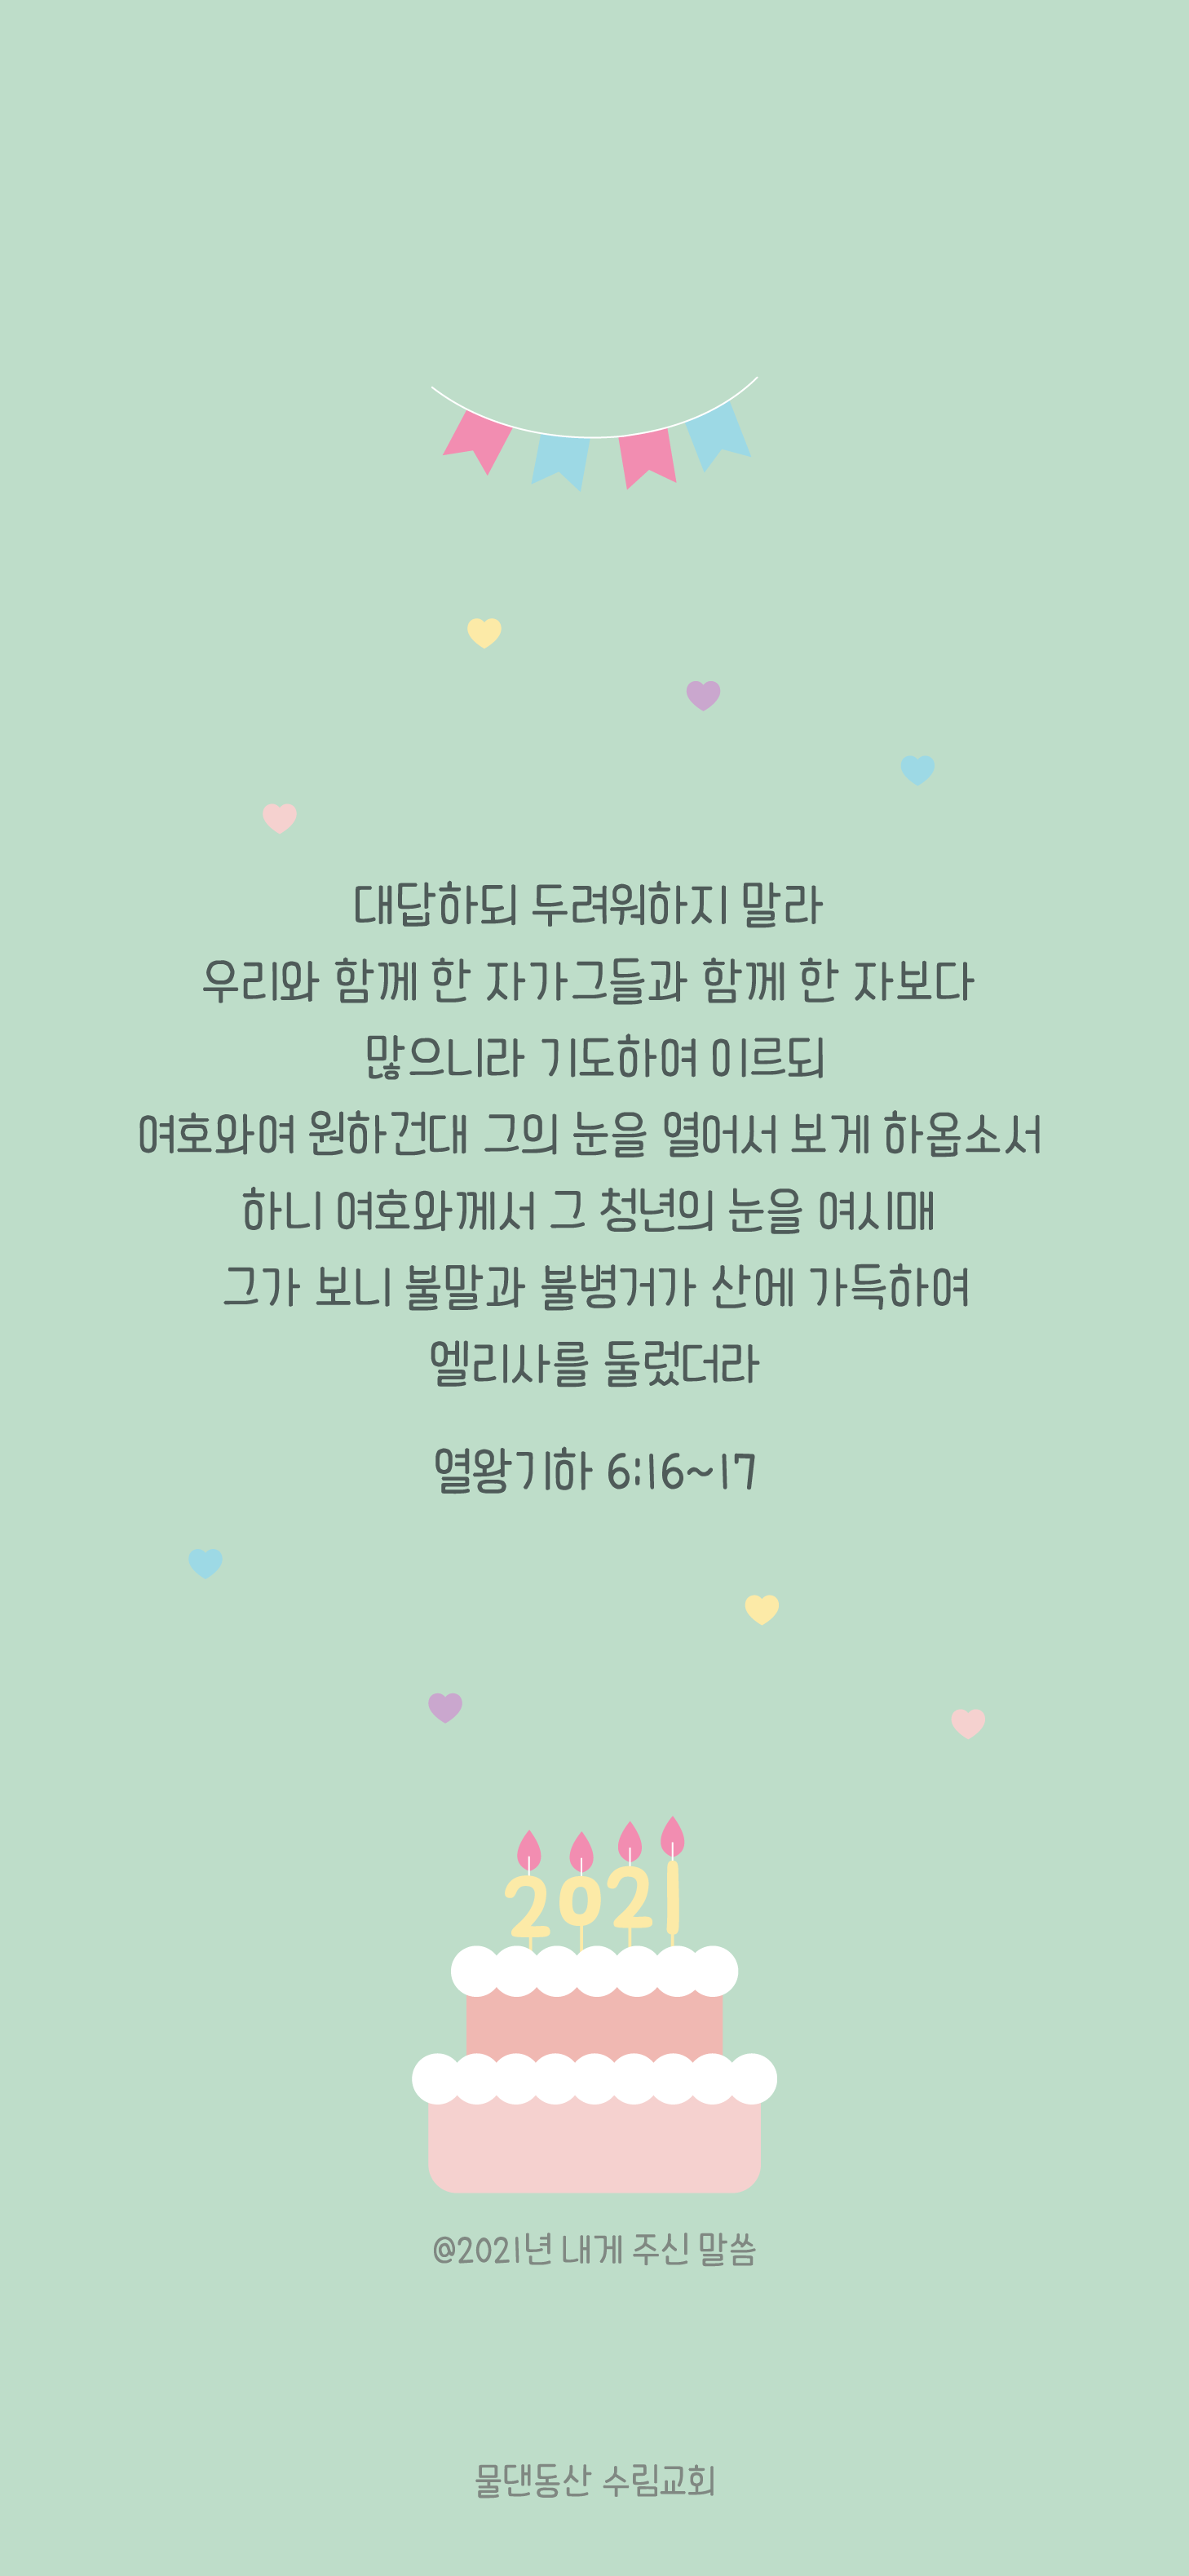 대답하되 두려워하지 말라
우리와 함께 한 자가그들과 함께 한 자보다
많으니라 기도하여 이르되
여호와여 원하건대 그의 눈을 열어서 보게 하옵소서
하니 여호와께서 그 청년의 눈을 여시매
그가 보니 불말과 불병거가 산에 가득하여
엘리사를 둘렀더라
열왕기하 6:16~17
2021
@2021년 내게 주신 말씀
물댄동산 수림교회